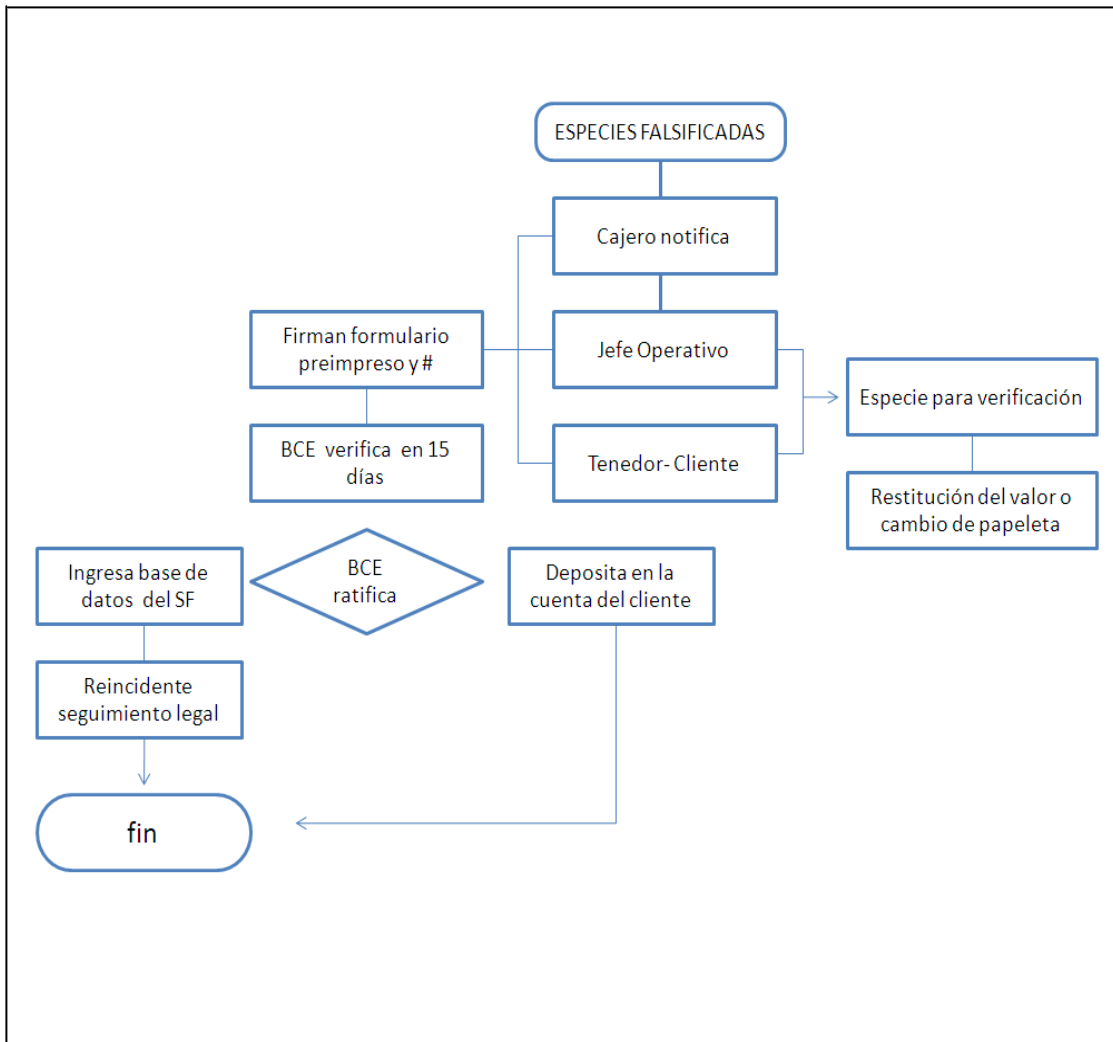 ESPECIES FALSIFICADAS
Cajero notifica
Firman formulario
preimpreso y #
Jefe Operativo
Especie para verificación
BCE verifica en 15
días
Tenedor- Cliente
Restitución del valor o
cambio de papeleta
Ingresa base de
datos del SF
BCE
ratifica
Deposita en la
cuenta del cliente
Reincidente
seguimiento legal
fin